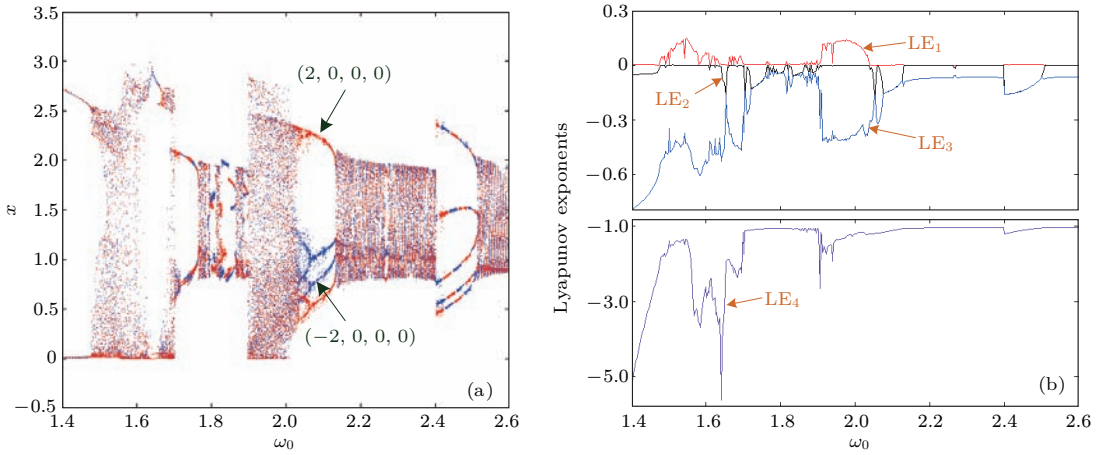 3.5
3.0
2.5
2.0
1.5
1.0
0.5
0
−0.5
x
(2, 0, 0, 0)
(−2, 0, 0, 0)
(a)
1.4 1.6 1.8 2.0 2.2 2.4 2.6
ω₀
Lyapunov exponents
0.3
0
−0.3
−0.6
LE₁
LE₂
LE₃
−1.0
−3.0
−5.0
LE₄
(b)
1.4 1.6 1.8 2.0 2.2 2.4 2.6
ω₀